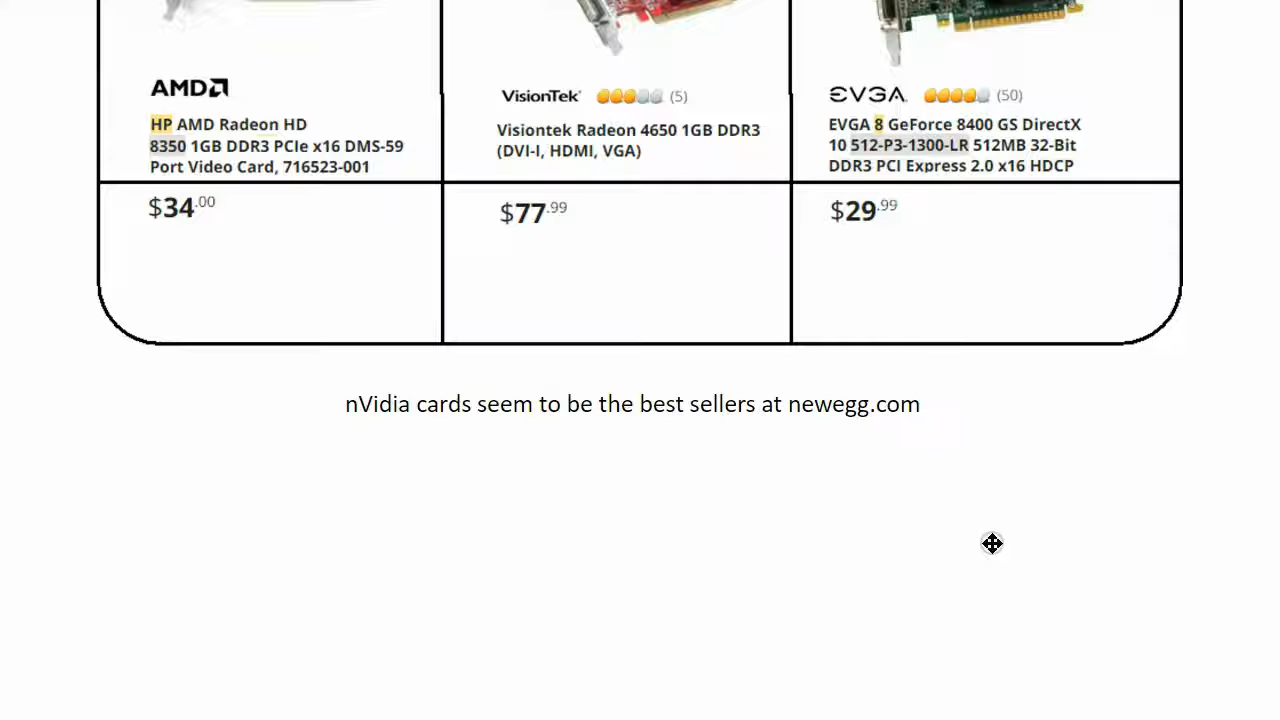 AMD
HP AMD Radeon HD
8350 1GB DDR3 PCIe x16 DMS-59
Port Video Card, 716523-001
$34.00
VisionTek (5)
Visiontek Radeon 4650 1GB DDR3
(DVI-I, HDMI, VGA)
$77.99
EVGA. (50)
EVGA 8 GeForce 8400 GS DirectX
10 512-P3-1300-LR 512MB 32-Bit
DDR3 PCI Express 2.0 x16 HDCP
$29.99
nVidia cards seem to be the best sellers at newegg.com